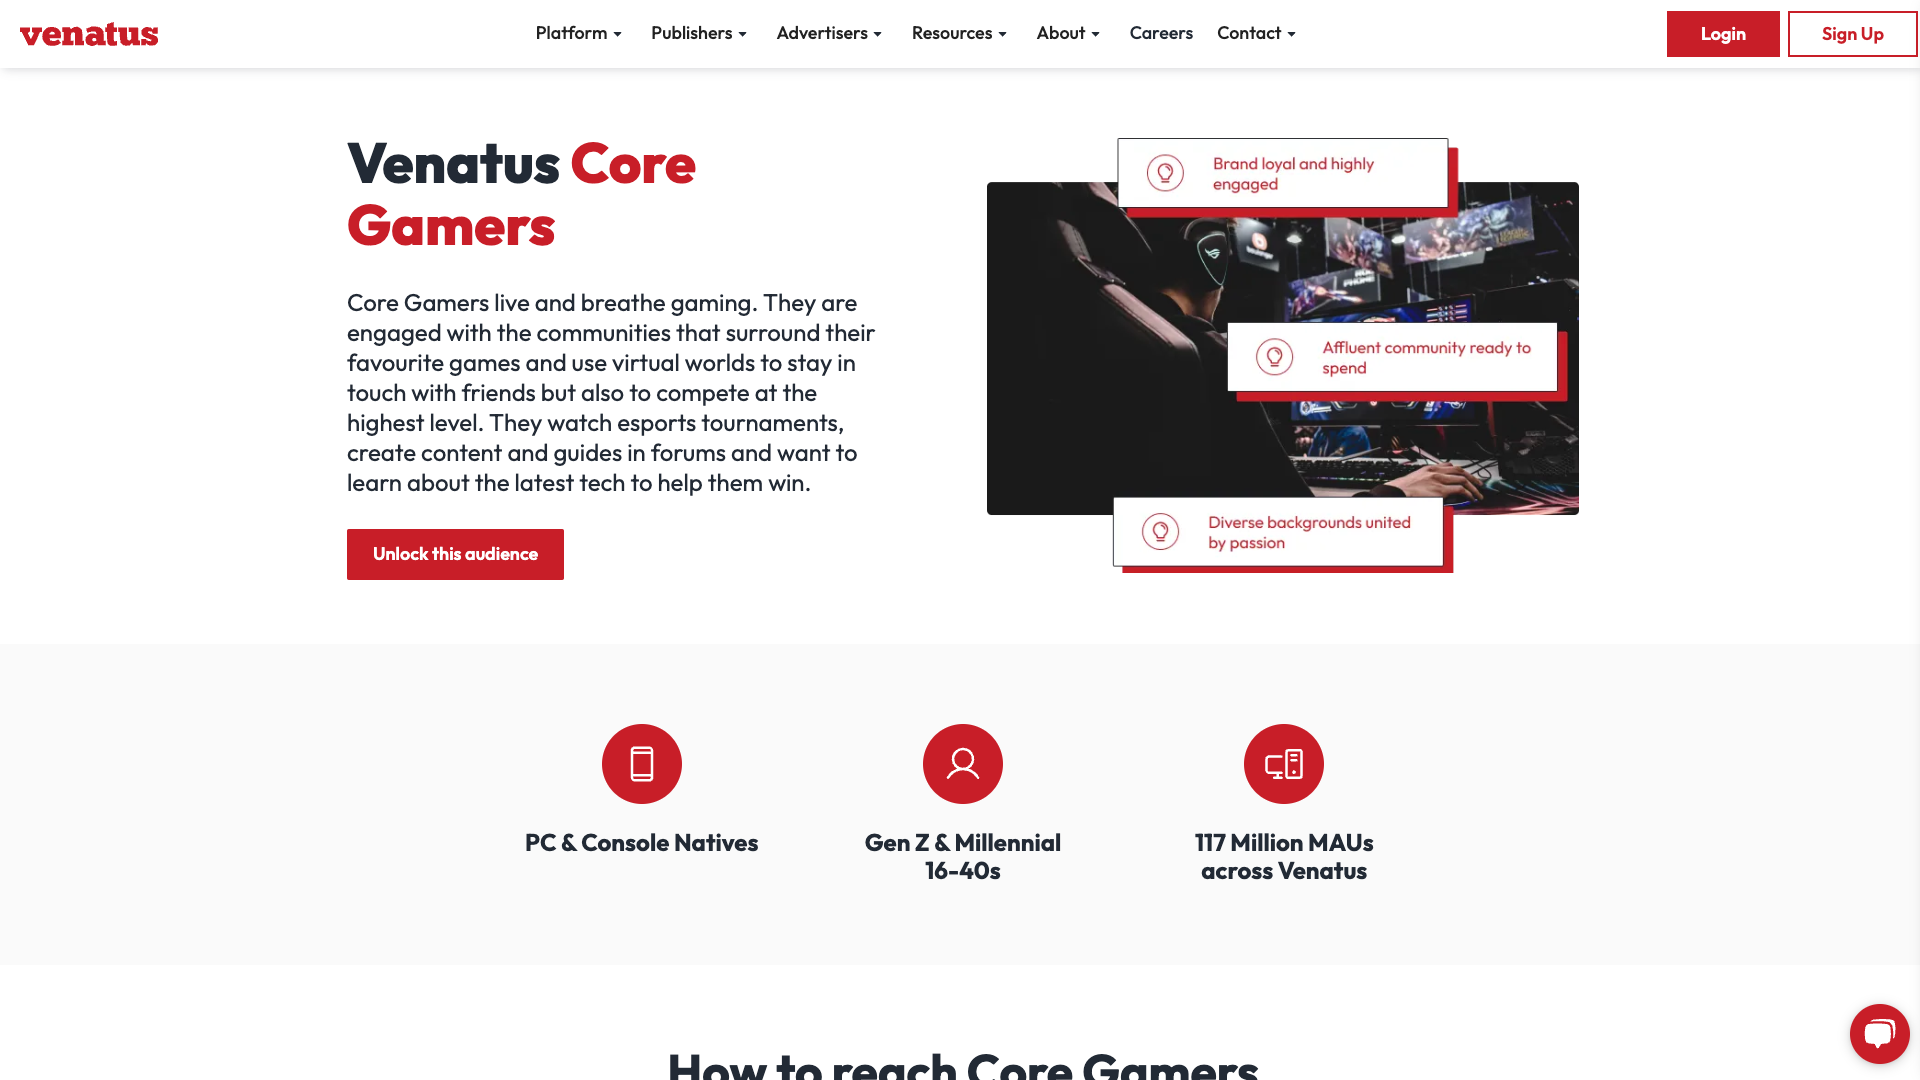 venatus
Platform
Publishers
Advertisers
Resources
About
Careers
Contact
Login
Sign Up
Venatus Core
Gamers
Core Gamers live and breathe gaming. They are
engaged with the communities that surround their
favourite games and use virtual worlds to stay in
touch with friends but also to compete at the
highest level. They watch esports tournaments,
create content and guides in forums and want to
learn about the latest tech to help them win.
Unlock this audience
Brand loyal and highly
engaged
Affluent community ready to
spend
Diverse backgrounds united
by passion
PC & Console Natives
Gen Z & Millennial
16-40s
117 Million MAUs
across Venatus
How to reach Core Gamers